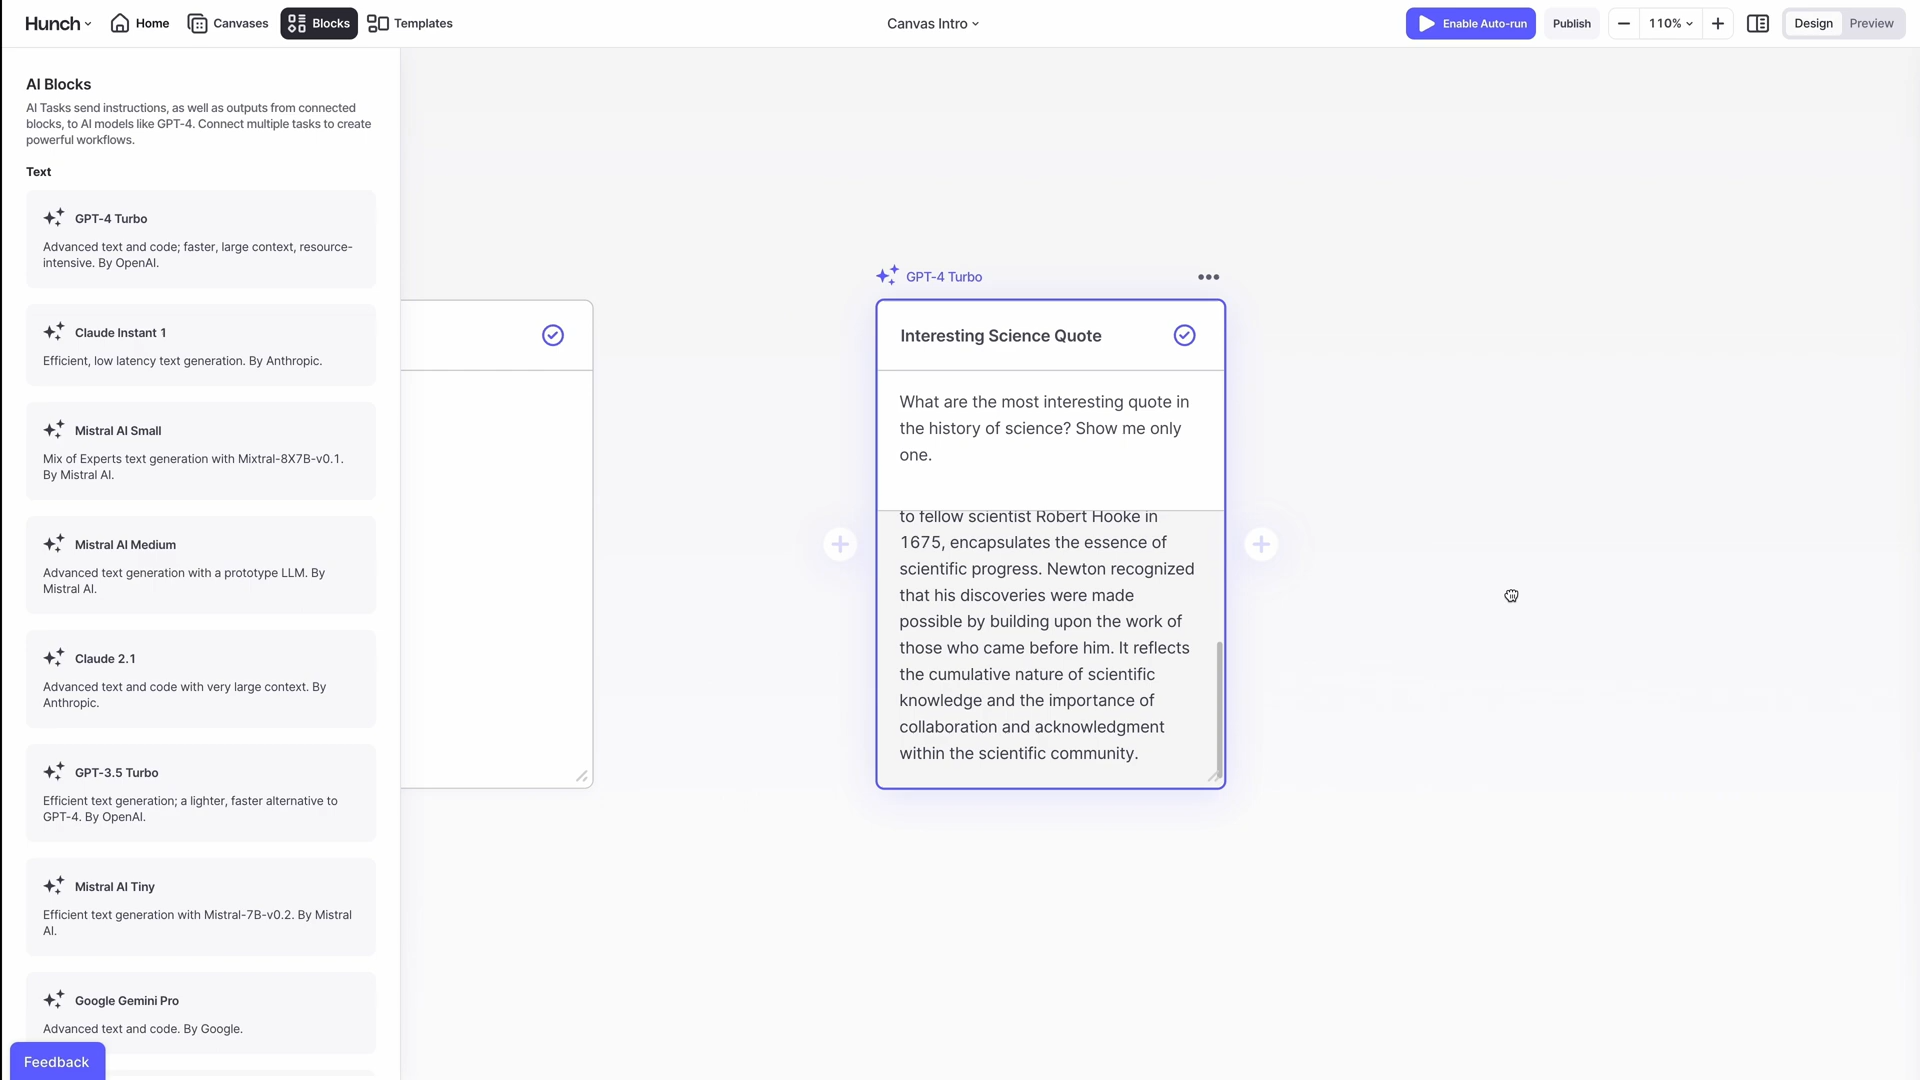 Hunch
Home
Canvases
Blocks
Templates
Canvas Intro
Enable Auto-run
Publish
110%
Design
Preview
AI Blocks
AI Tasks send instructions, as well as outputs from connected
blocks, to AI models like GPT-4. Connect multiple tasks to create
powerful workflows.
Text
GPT-4 Turbo
Advanced text and code; faster, large context, resource-
intensive. By OpenAI.
Claude Instant 1
Efficient, low latency text generation. By Anthropic.
Mistral AI Small
Mix of Experts text generation with Mixtral-8X7B-v0.1.
By Mistral AI.
Mistral AI Medium
Advanced text generation with a prototype LLM. By
Mistral AI.
Claude 2.1
Advanced text and code with very large context. By
Anthropic.
GPT-3.5 Turbo
Efficient text generation; a lighter, faster alternative to
GPT-4. By OpenAI.
Mistral AI Tiny
Efficient text generation with Mistral-7B-v0.2. By Mistral
AI.
Google Gemini Pro
Advanced text and code. By Google.
Feedback
GPT-4 Turbo
Interesting Science Quote
What are the most interesting quote in
the history of science? Show me only
one.
to fellow scientist Robert Hooke in
1675, encapsulates the essence of
scientific progress. Newton recognized
that his discoveries were made
possible by building upon the work of
those who came before him. It reflects
the cumulative nature of scientific
knowledge and the importance of
collaboration and acknowledgment
within the scientific community.